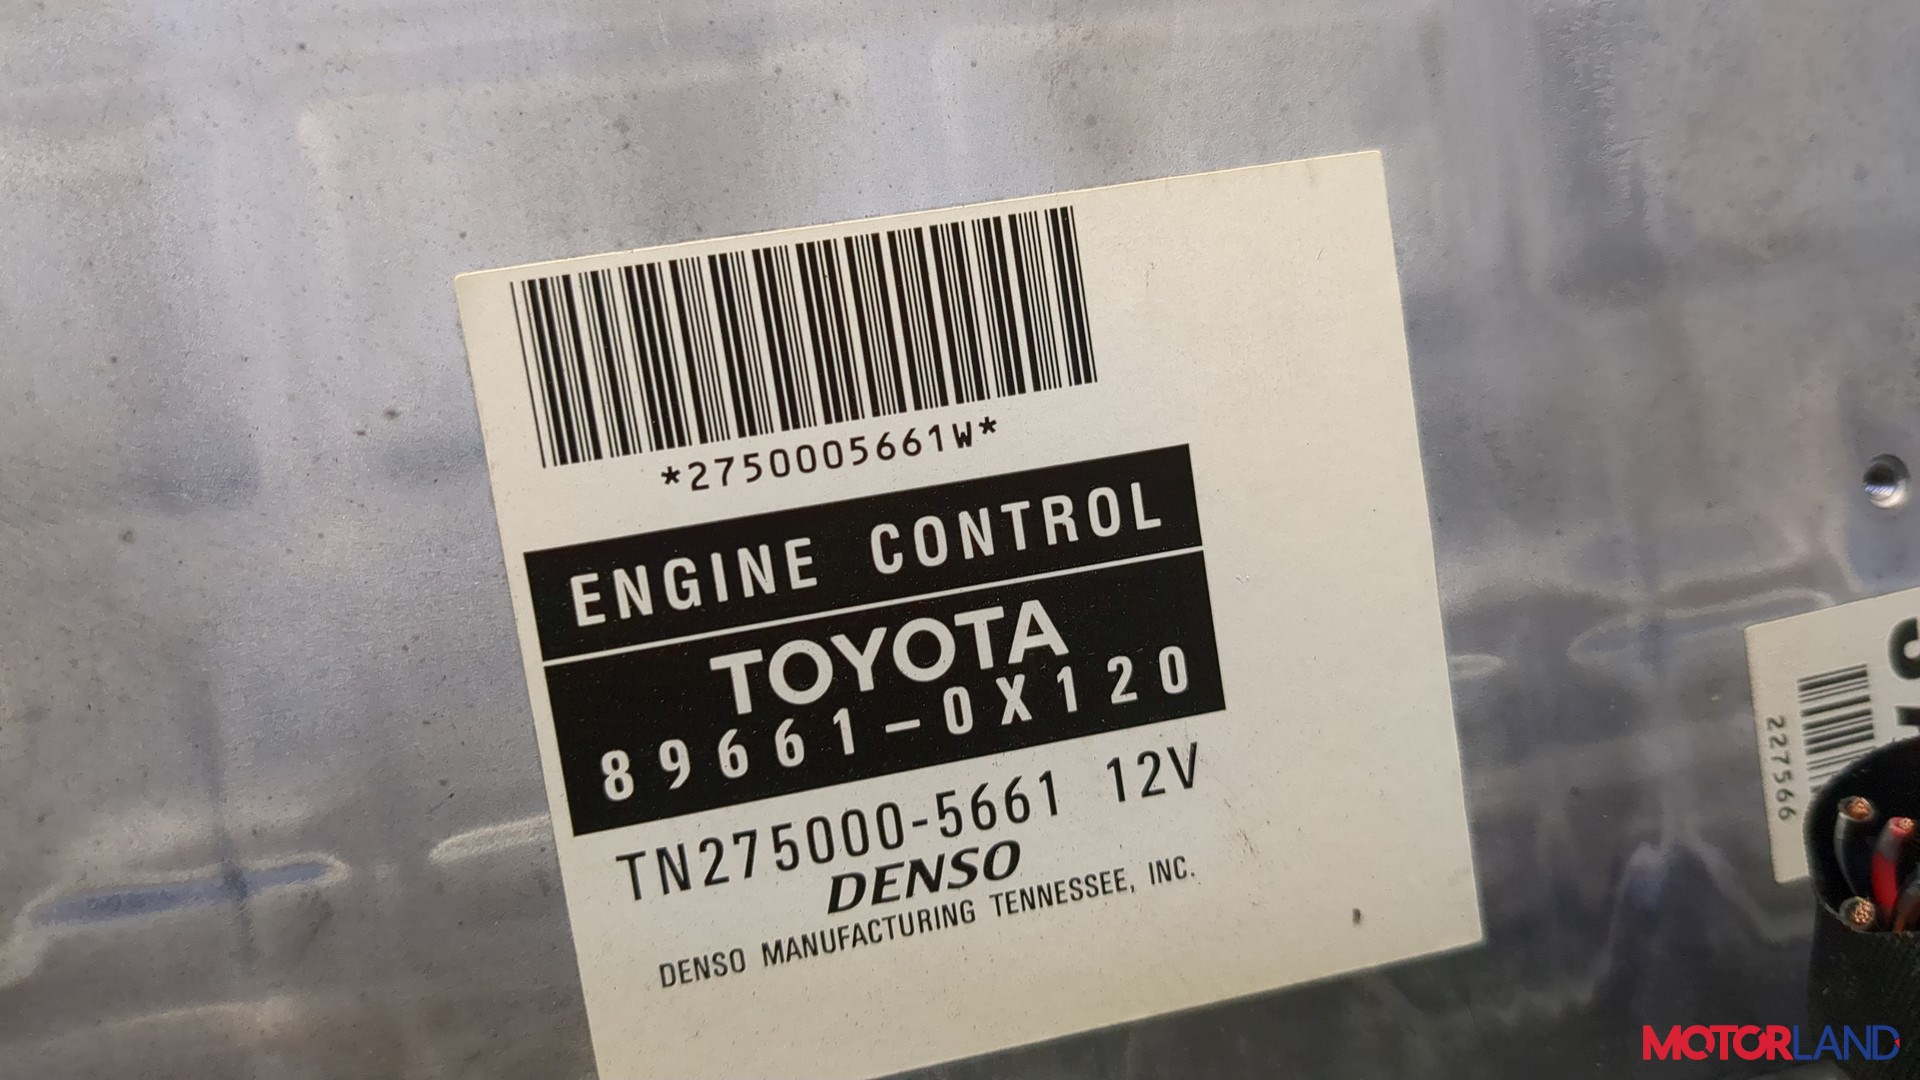 *2750005661W*
ENGINE CONTROL
TOYOTA
89661-0X120
TN275000-5661 12V
DENSO
DENSO MANUFACTURING TENNESSEE, INC.
227566
MOTORLAND